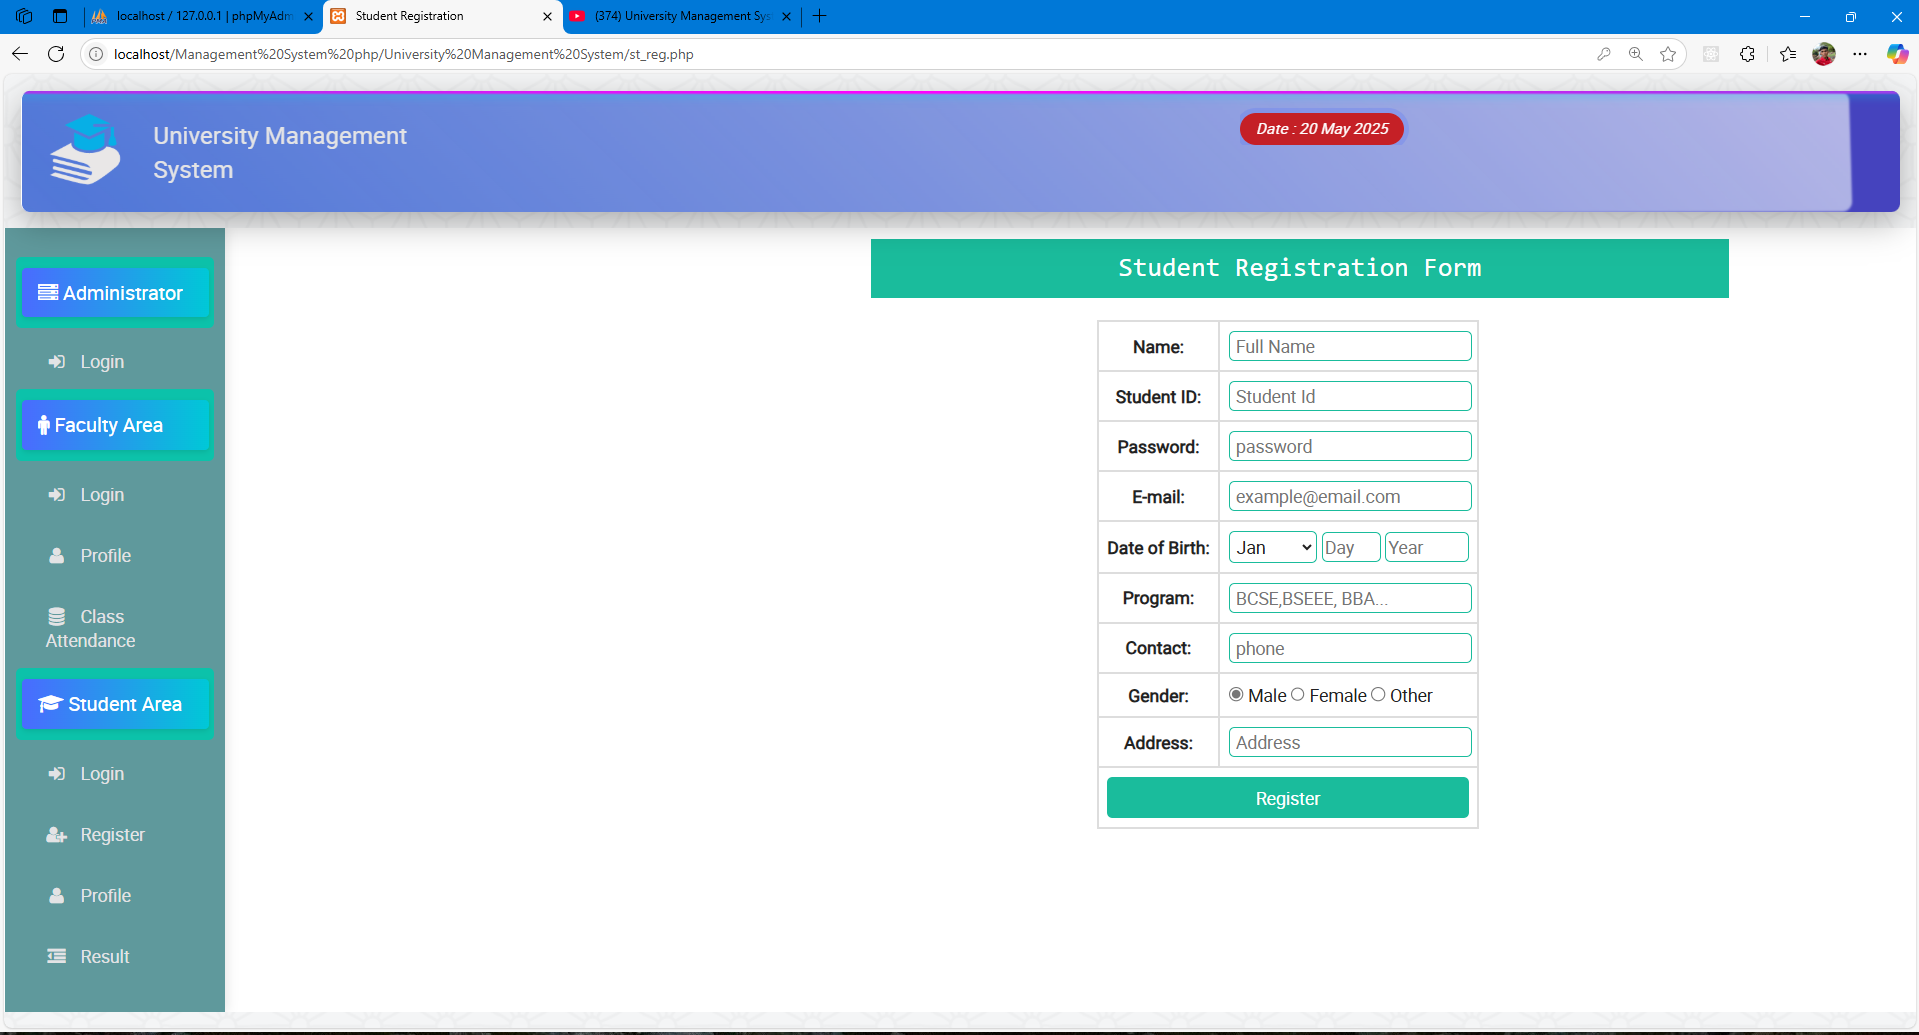 localhost / 127.0.0.1 | phpMyAdm
Student Registration
(374) University Management Sys
localhost/Management%20System%20php/University%20Management%20System/st_reg.php
University Management
System
Date : 20 May 2025
Administrator
Login
Faculty Area
Login
Profile
Class
Attendance
Student Area
Login
Register
Profile
Result
Student Registration Form
Name: Full Name
Student ID: Student Id
Password: password
E-mail: example@email.com
Date of Birth: Jan Day Year
Program: BCSE,BSEEE, BBA...
Contact: phone
Gender: Male Female Other
Address: Address
Register